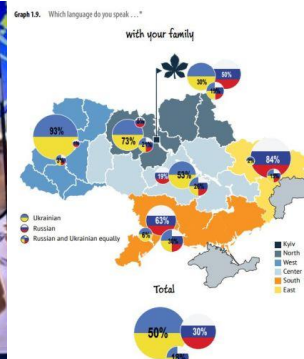 Graph 1.9. Which language do you speak . . . *
with your family
30%
50%
93%
73%
84%
53%
63%
Ukrainian
Russian
Russian and Ukrainian equally
Kyiv
North
West
Center
South
East
Total
50%
30%